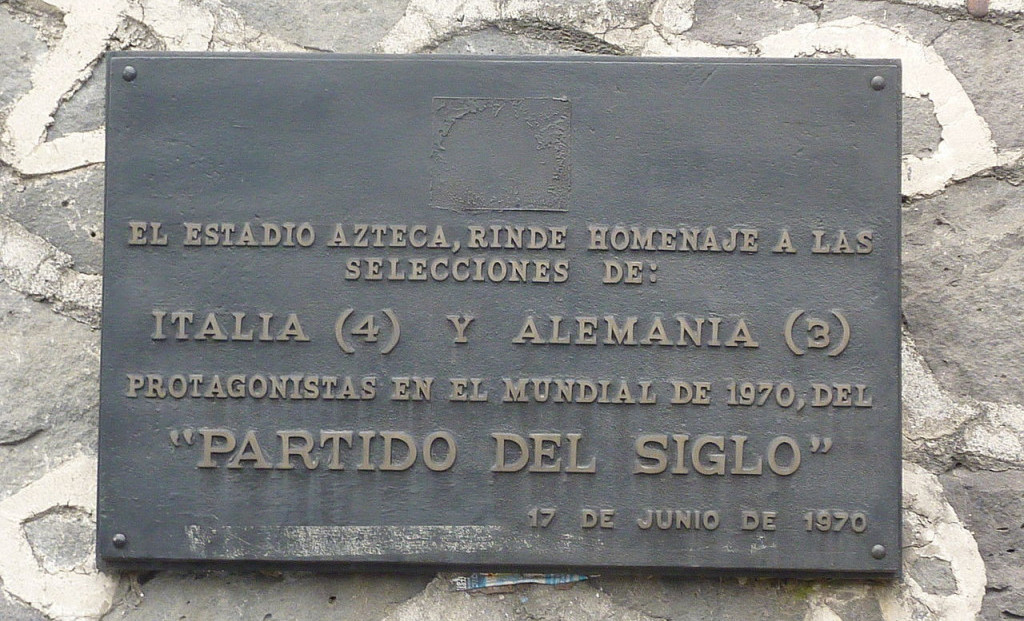 EL ESTADIO AZTECA, RINDE HOMENAJE A LAS
SELECCIONES DE:
ITALIA (4) Y ALEMANIA (3)
PROTAGONISTAS EN EL MUNDIAL DE 1970, DEL
"PARTIDO DEL SIGLO"
17 DE JUNIO DE 1970